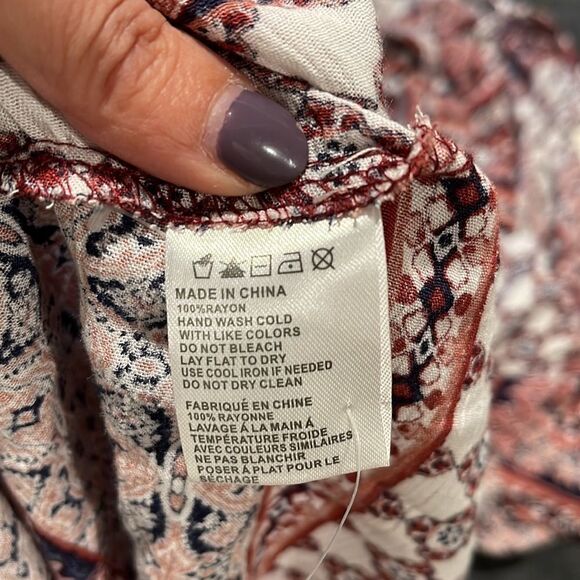 MADE IN CHINA
100%RAYON
HAND WASH COLD
WITH LIKE COLORS
DO NOT BLEACH
LAY FLAT TO DRY
USE COOL IRON IF NEEDED
DO NOT DRY CLEAN
FABRIQUÉ EN CHINE
100% RAYONNE
LAVAGE Á LA MAIN Á
TEMPÉRATURE FROIDE
AVEC COULEURS SIMILAIRES
NE PAS BLANCHIR
POSER Á PLAT POUR LE
SÉCHAGE